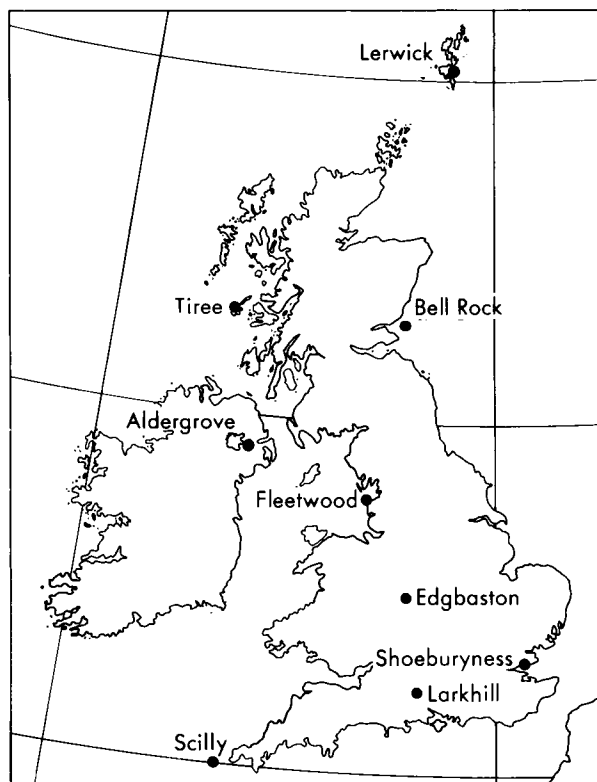 Lerwick
Tiree
Bell Rock
Aldergrove
Fleetwood
Edgbaston
Shoeburyness
Larkhill
Scilly